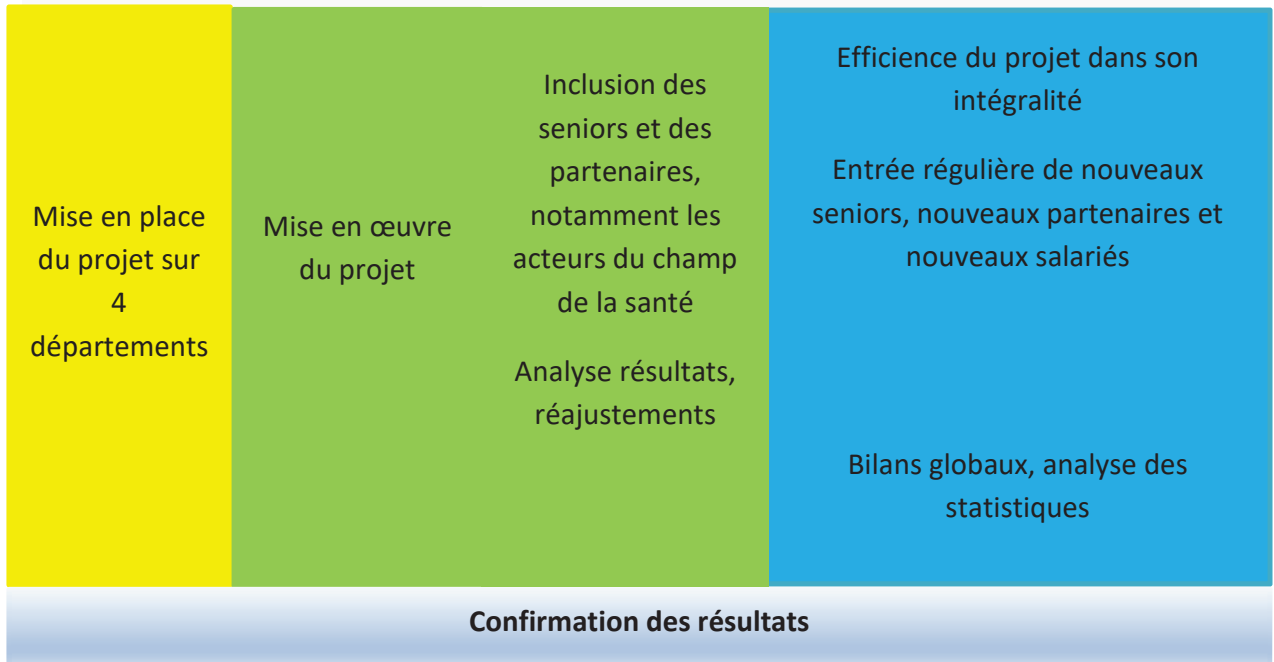 Mise en place
du projet sur
4
départements
Mise en œuvre
du projet
Inclusion des
seniors et des
partenaires,
notamment les
acteurs du champ
de la santé
Analyse résultats,
réajustements
Efficience du projet dans son
intégralité
Entrée régulière de nouveaux
seniors, nouveaux partenaires et
nouveaux salariés
Bilans globaux, analyse des
statistiques
Confirmation des résultats